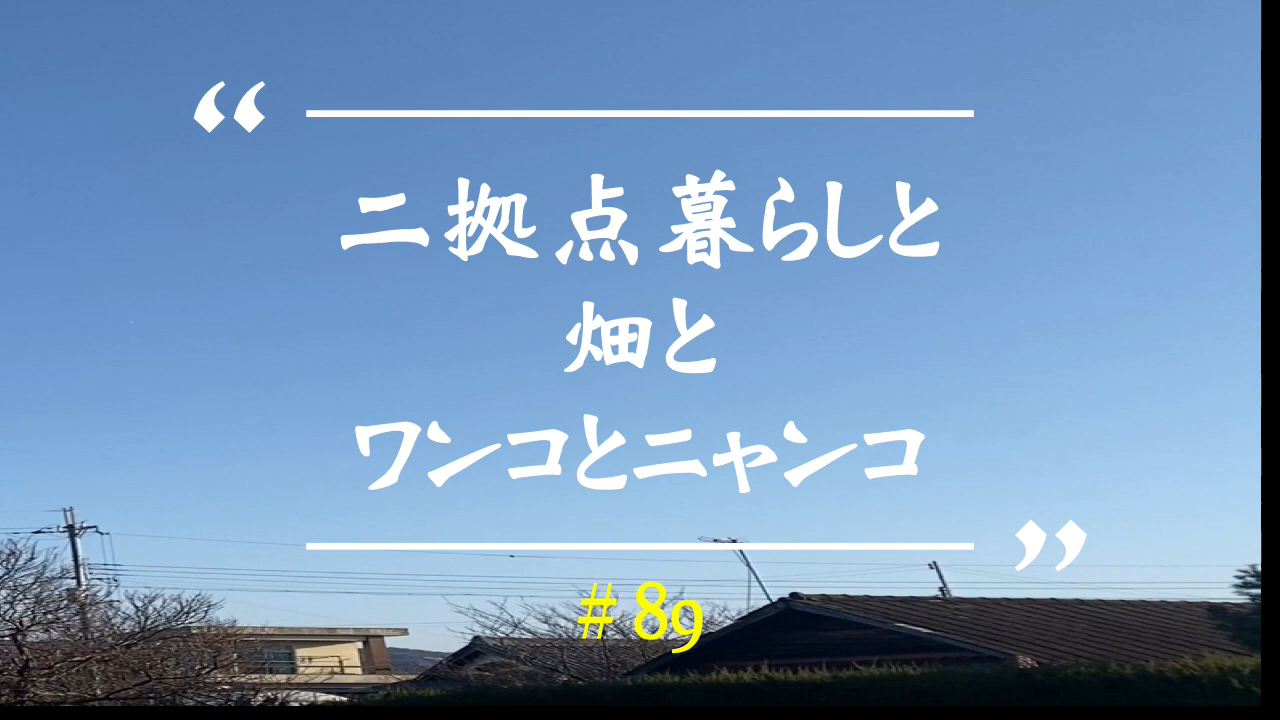 “
二拠点暮らしと
畑と
ワンコとニャンコ
”
#89